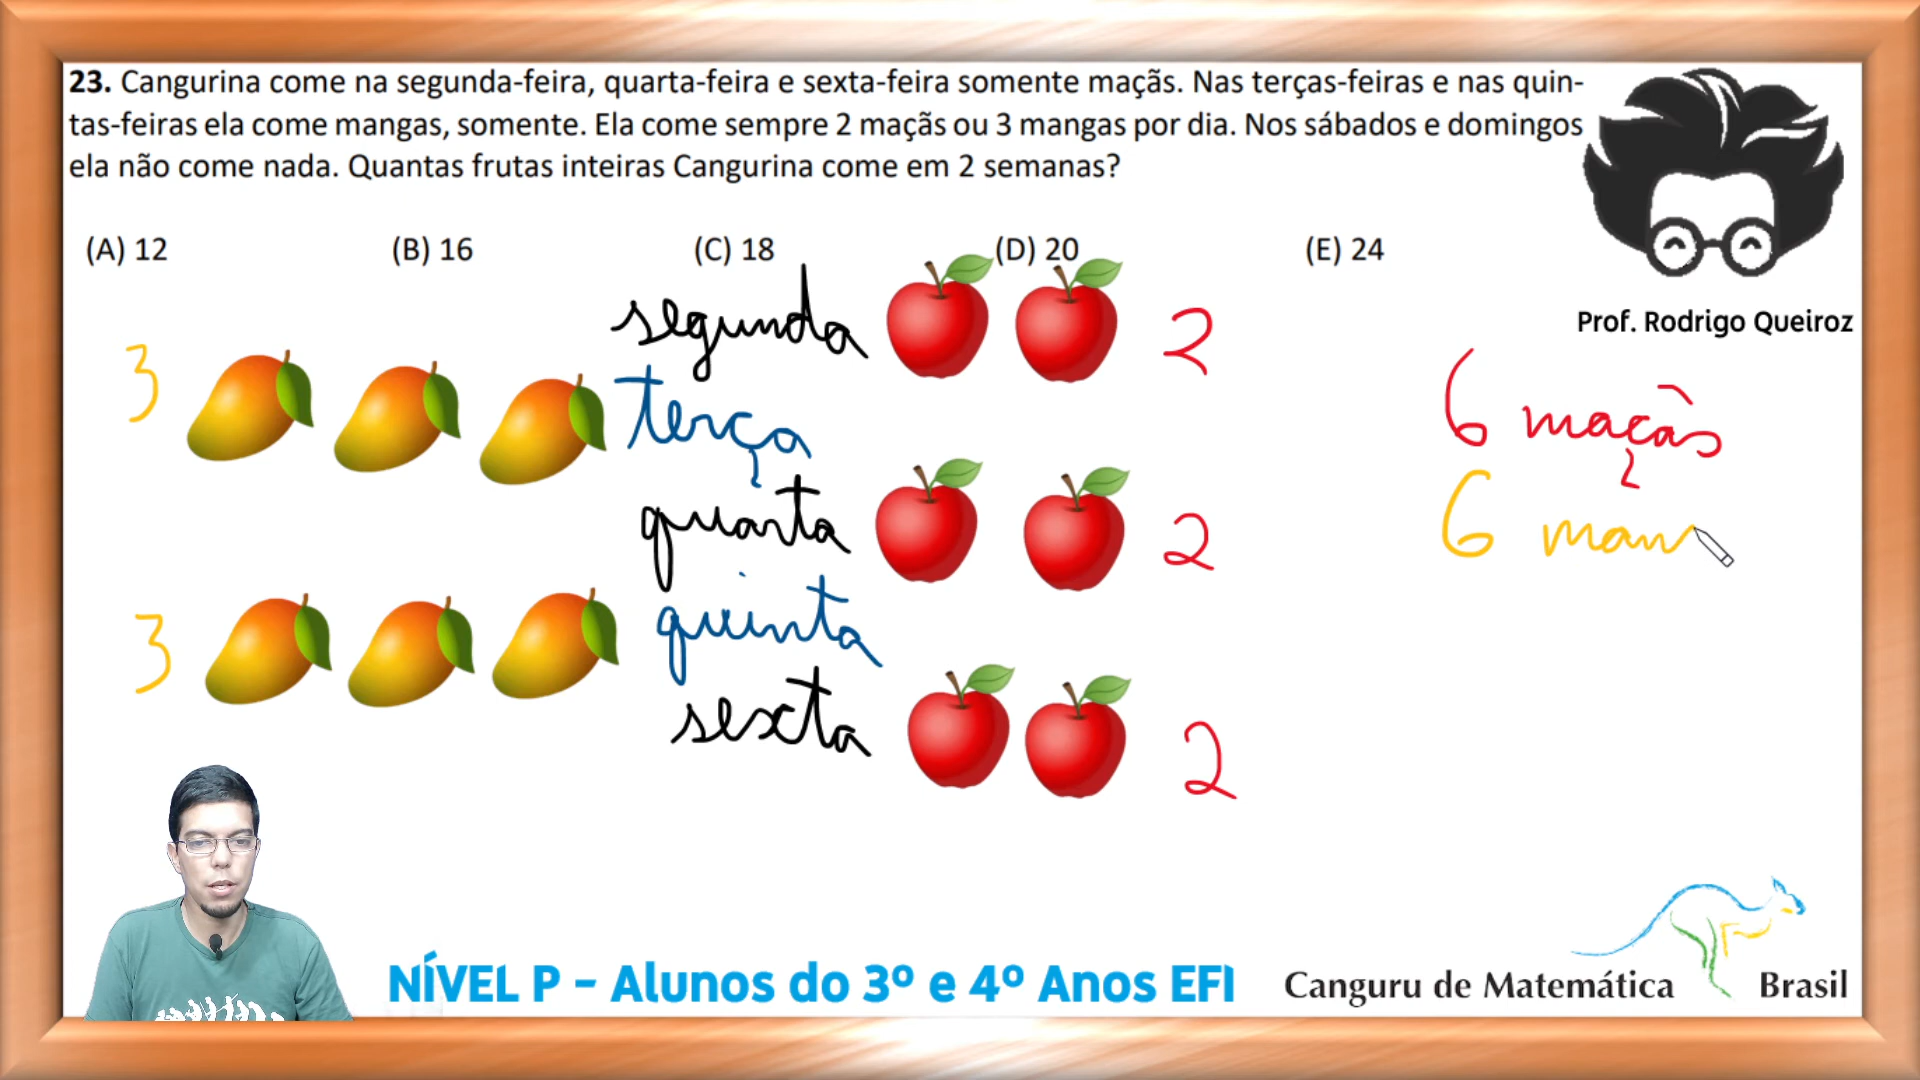 23. Cangurina come na segunda-feira, quarta-feira e sexta-feira somente maçãs. Nas terças-feiras e nas quin-
tas-feiras ela come mangas, somente. Ela come sempre 2 maçãs ou 3 mangas por dia. Nos sábados e domingos
ela não come nada. Quantas frutas inteiras Cangurina come em 2 semanas?
(A) 12 (B) 16 (C) 18 (D) 20 (E) 24
Prof. Rodrigo Queiroz
segunda 2
3 terça
6 maçãs
quarta 2
6 man
3 quinta
sexta 2
NÍVEL P - Alunos do 3º e 4º Anos EFI
Canguru de Matemática Brasil